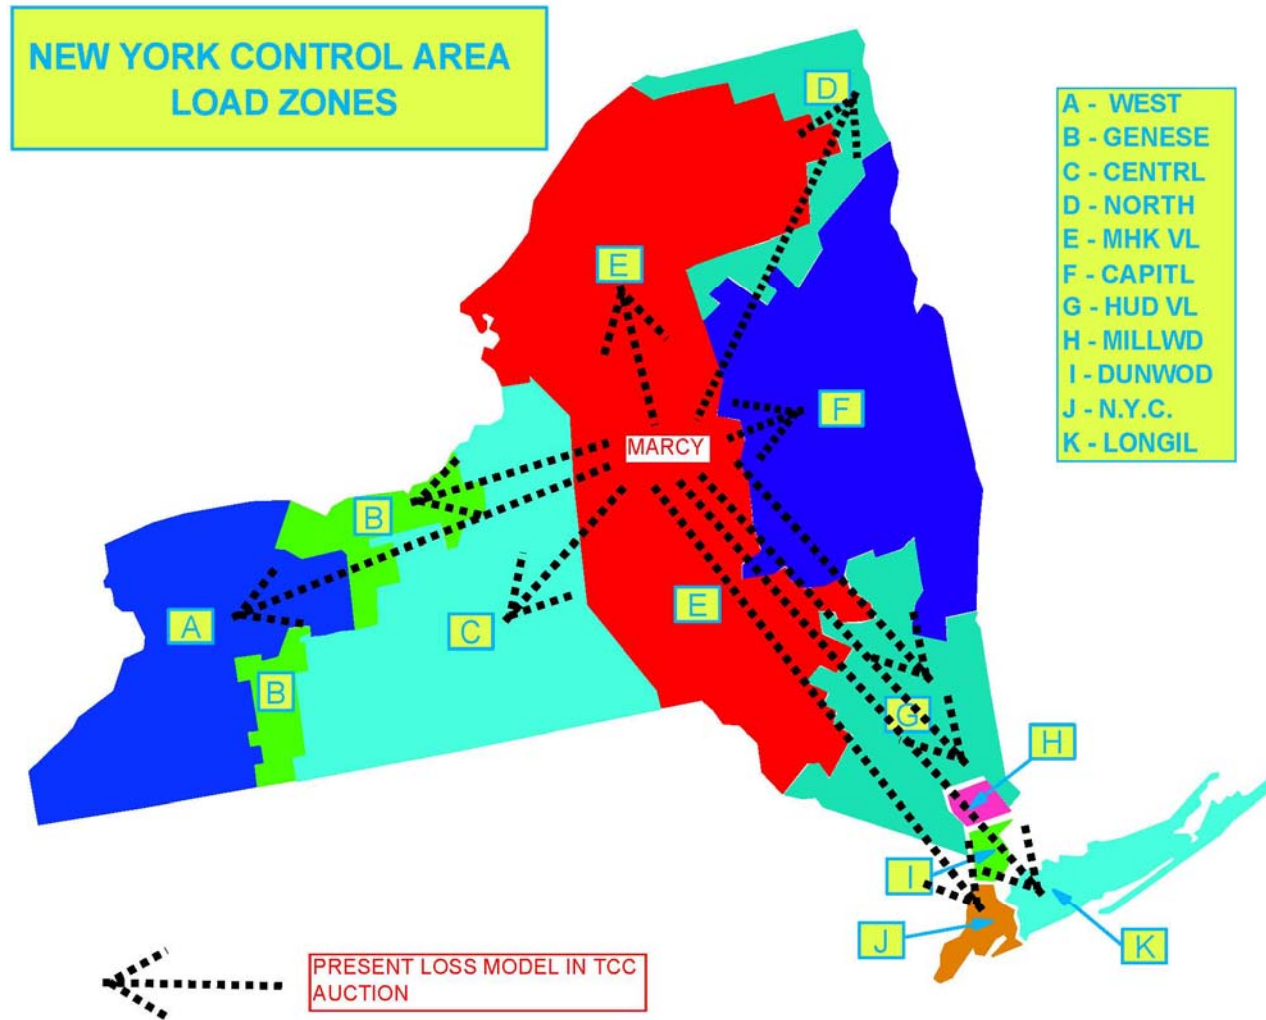 NEW YORK CONTROL AREA
LOAD ZONES
A - WEST
B - GENESE
C - CENTRL
D - NORTH
E - MHK VL
F - CAPITL
G - HUD VL
H - MILLWD
I - DUNWOD
J - N.Y.C.
K - LONGIL
D
E
F
MARCY
B
A
C
E
B
G
H
I
J
K
PRESENT LOSS MODEL IN TCC
AUCTION